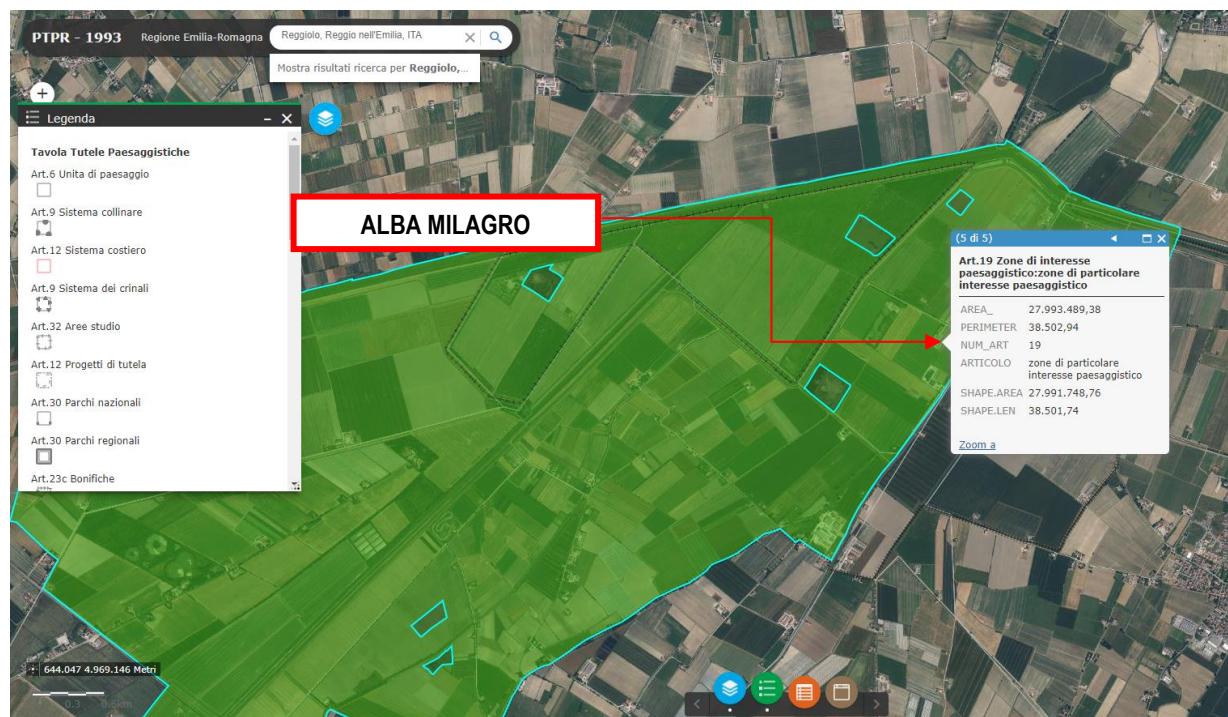 PTPR - 1993 Regione Emilia-Romagna Reggiolo, Reggio nell'Emilia, ITA
Mostra risultati ricerca per Reggiolo,...
Legenda
Tavola Tutele Paesaggistiche
Art.6 Unita di paesaggio
Art.9 Sistema collinare
Art.12 Sistema costiero
Art.9 Sistema dei crinali
Art.32 Aree studio
Art.12 Progetti di tutela
Art.30 Parchi nazionali
Art.30 Parchi regionali
Art.23c Bonifiche
ALBA MILAGRO
(5 di 5)
Art.19 Zone di interesse
paesaggistico:zone di particolare
interesse paesaggistico
AREA_ 27.993.489,38
PERIMETER 38.502,94
NUM_ART 19
ARTICOLO zone di particolare
interesse paesaggistico
SHAPE.AREA 27.991.748,76
SHAPE.LEN 38.501,74
Zoom a
644.047 4.969.146 Metri
0.3 0.6km